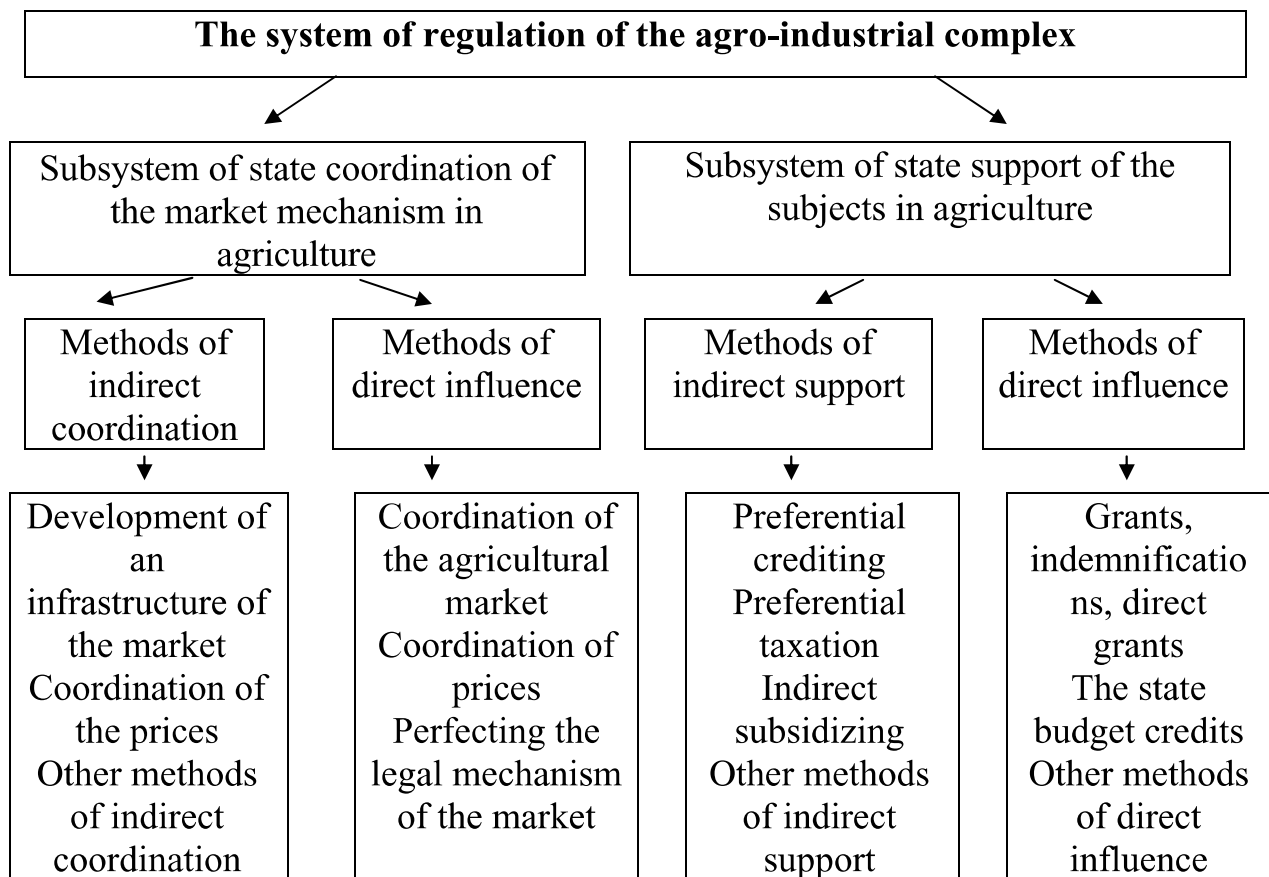 The system of regulation of the agro-industrial complex
Subsystem of state coordination of
the market mechanism in
agriculture
Subsystem of state support of the
subjects in agriculture
Methods of
indirect
coordination
Methods of
direct influence
Methods of
indirect support
Methods of
direct influence
Development of
an
infrastructure of
the market
Coordination of
the prices
Other methods
of indirect
coordination
Coordination of
the agricultural
market
Coordination of
prices
Perfecting the
legal mechanism
of the market
Preferential
crediting
Preferential
taxation
Indirect
subsidizing
Other methods
of indirect
support
Grants,
indemnificatio
ns, direct
grants
The state
budget credits
Other methods
of direct
influence